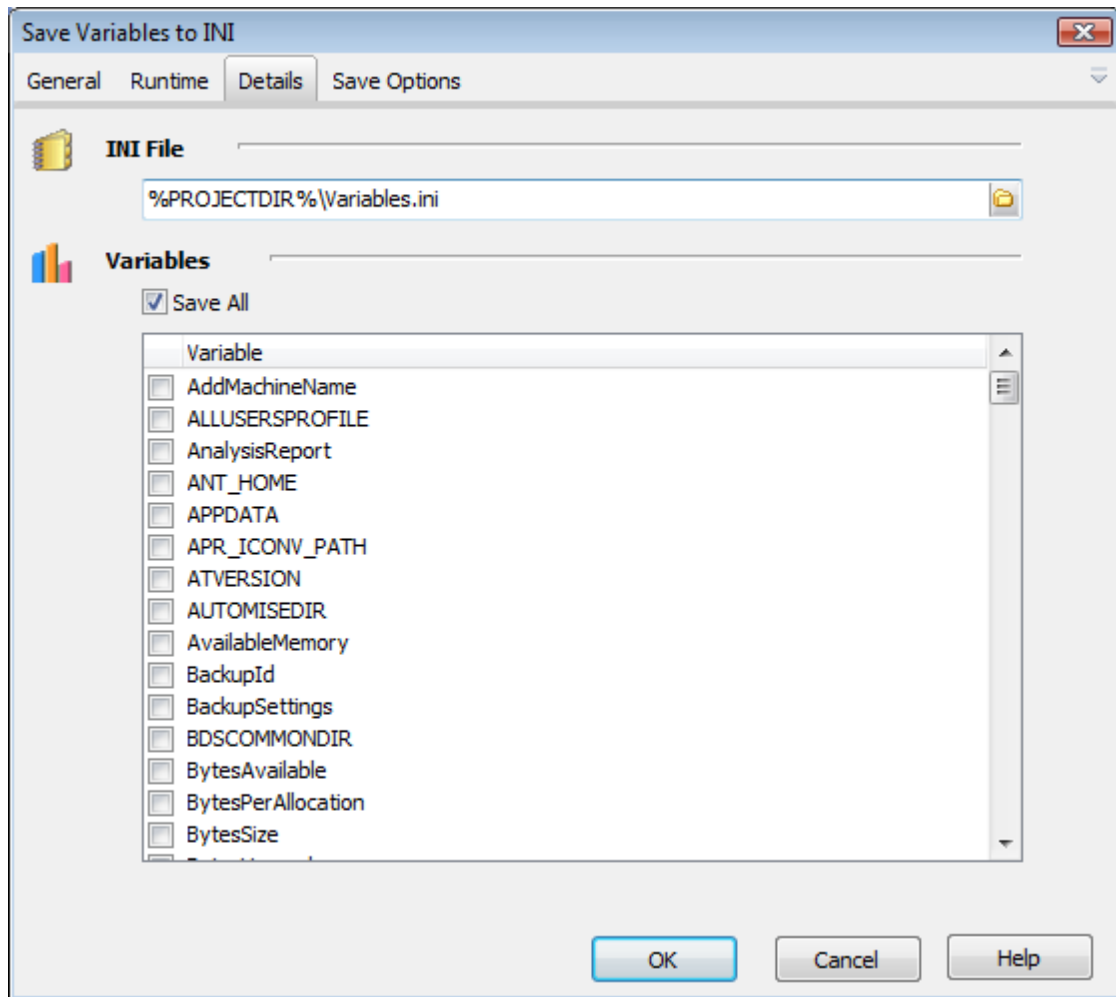 Save Variables to INI
General Runtime Details Save Options
INI File
%PROJECTDIR%\Variables.ini
Variables
Save All
Variable
AddMachineName
ALLUSERSPROFILE
AnalysisReport
ANT_HOME
APPDATA
APR_ICONV_PATH
ATVERSION
AUTOMISEDIR
AvailableMemory
BackupId
BackupSettings
BDSCOMMONDIR
BytesAvailable
BytesPerAllocation
BytesSize
OK Cancel Help